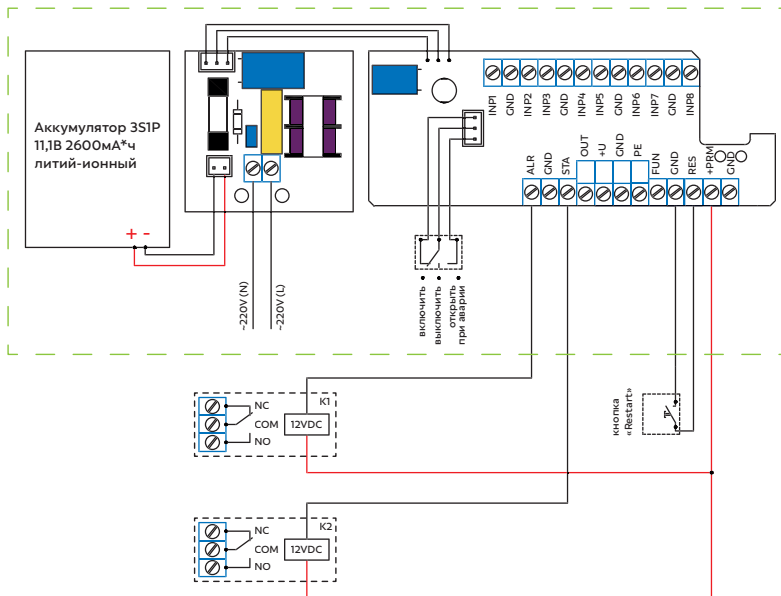 Аккумулятор 3S1P
11,1В 2600мА*ч
литий-ионный
+ -
~220V (N)
~220V (L)
INP1
GND
INP2
INP3
GND
INP4
INP5
GND
INP6
INP7
GND
INP8
ALR
GND
STA
OUT
+U
GND
PE
FUN
GND
RES
+PRM
GND
включить
выключить
открыть
при аварии
кнопка
«Restart»
K1
NC
COM
NO
12VDC
K2
NC
COM
NO
12VDC